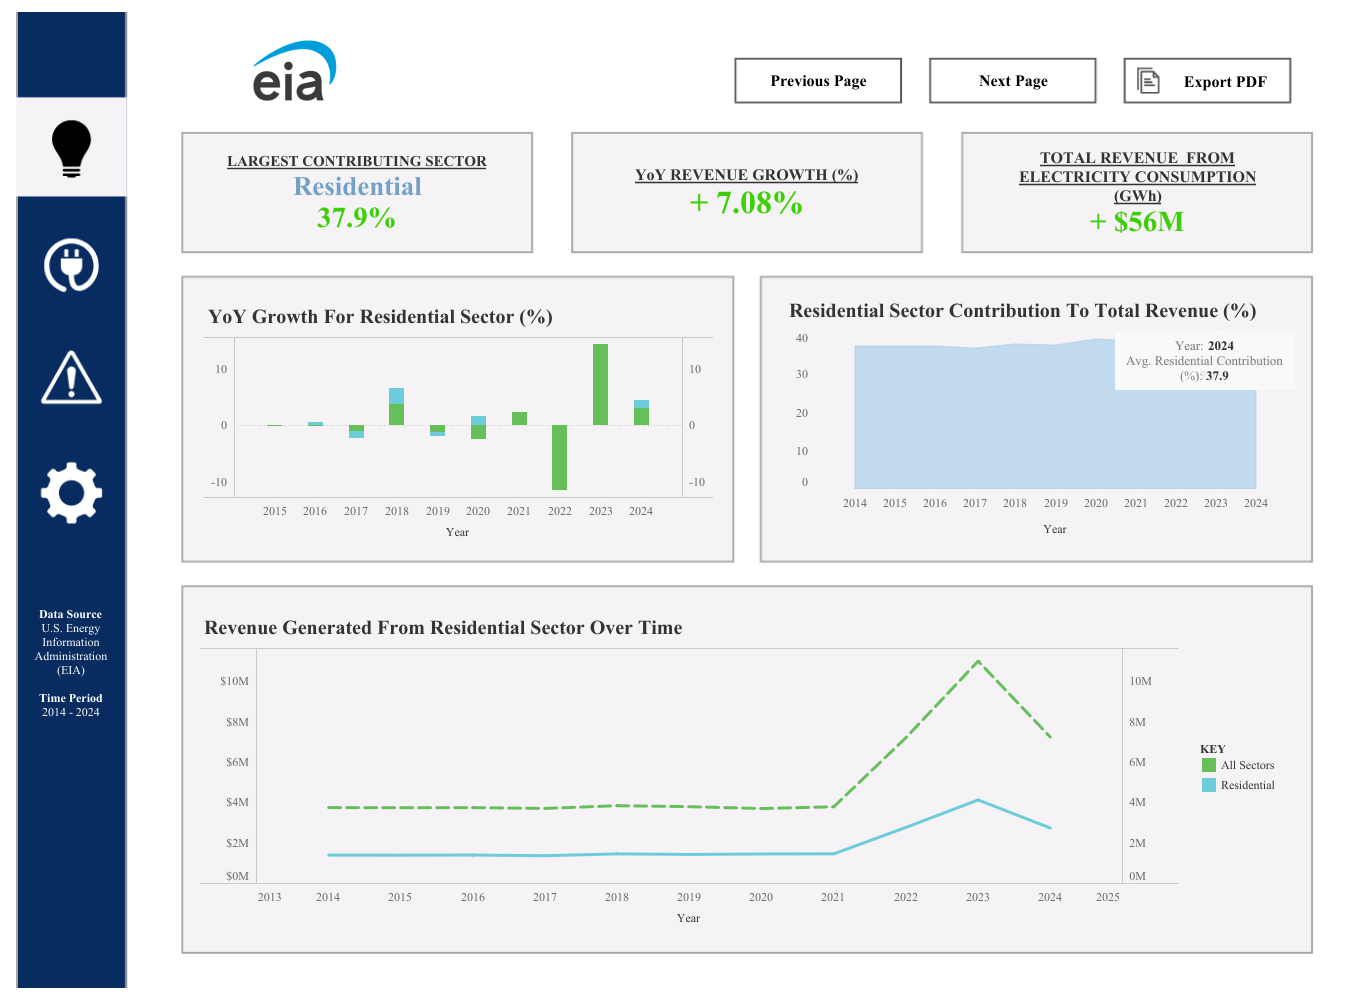 eia
Previous Page
Next Page
Export PDF
LARGEST CONTRIBUTING SECTOR
Residential
37.9%
YoY REVENUE GROWTH (%)
+ 7.08%
TOTAL REVENUE FROM
ELECTRICITY CONSUMPTION
(GWh)
+ $56M
YoY Growth For Residential Sector (%)
10
0
-10
10
0
-10
2015 2016 2017 2018 2019 2020 2021 2022 2023 2024
Year
Residential Sector Contribution To Total Revenue (%)
40
30
20
10
0
Year: 2024
Avg. Residential Contribution
(%): 37.9
2014 2015 2016 2017 2018 2019 2020 2021 2022 2023 2024
Year
Data Source
U.S. Energy
Information
Administration
(EIA)
Time Period
2014 - 2024
Revenue Generated From Residential Sector Over Time
$10M
$8M
$6M
$4M
$2M
$0M
10M
8M
6M
4M
2M
0M
2013 2014 2015 2016 2017 2018 2019 2020 2021 2022 2023 2024 2025
Year
KEY
All Sectors
Residential